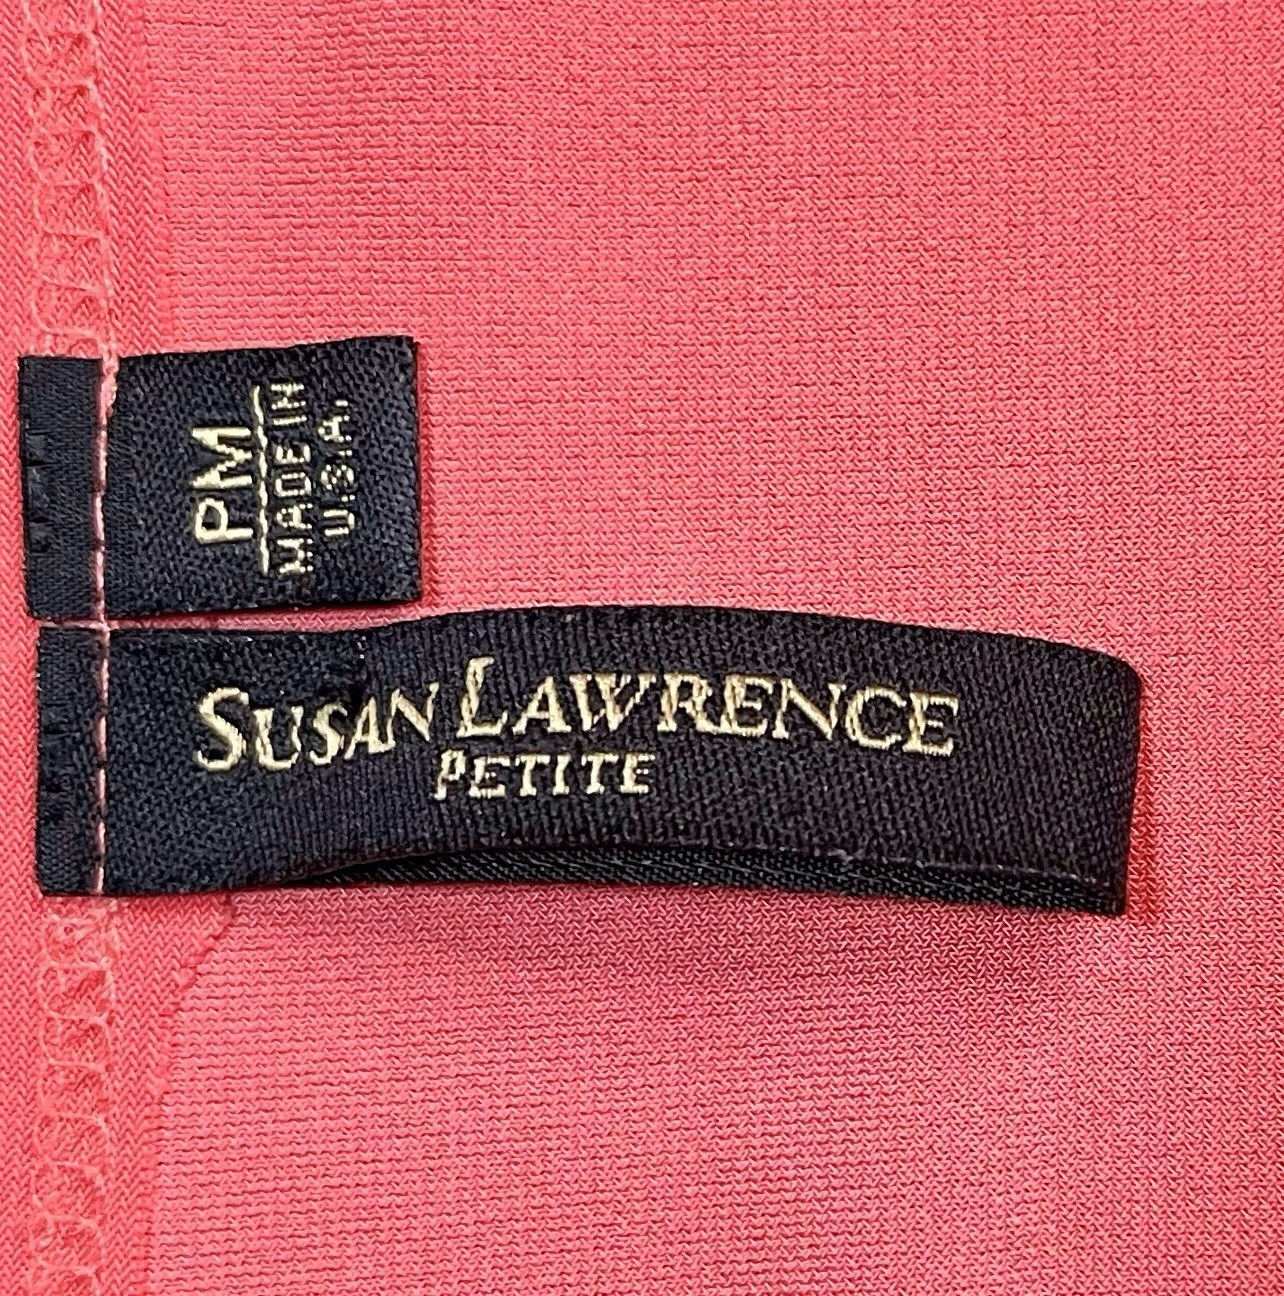 PM
MADE IN
U.S.A.
SUSAN LAWRENCE
PETITE